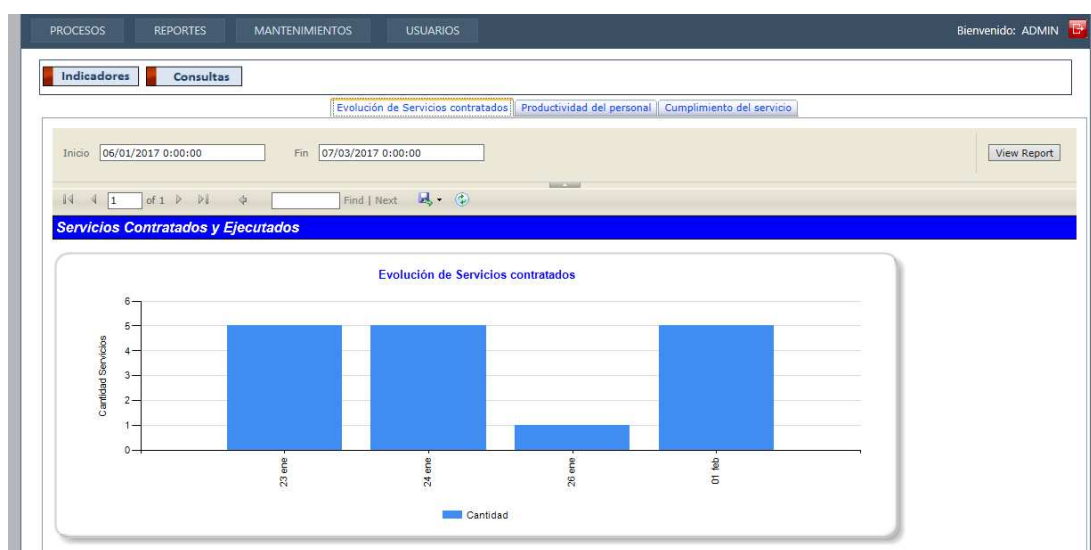 PROCESOS REPORTES MANTENIMIENTOS USUARIOS Bienvenido: ADMIN
Indicadores Consultas
Evolución de Servicios contratados Productividad del personal Cumplimiento del servicio
Inicio 06/01/2017 0:00:00 Fin 07/03/2017 0:00:00 View Report
1 of 1 Find | Next
Servicios Contratados y Ejecutados
Evolución de Servicios contratados
6
5
4
3
2
1
0
Cantidad Servicios
23 ene 24 ene 26 ene 01 feb
Cantidad